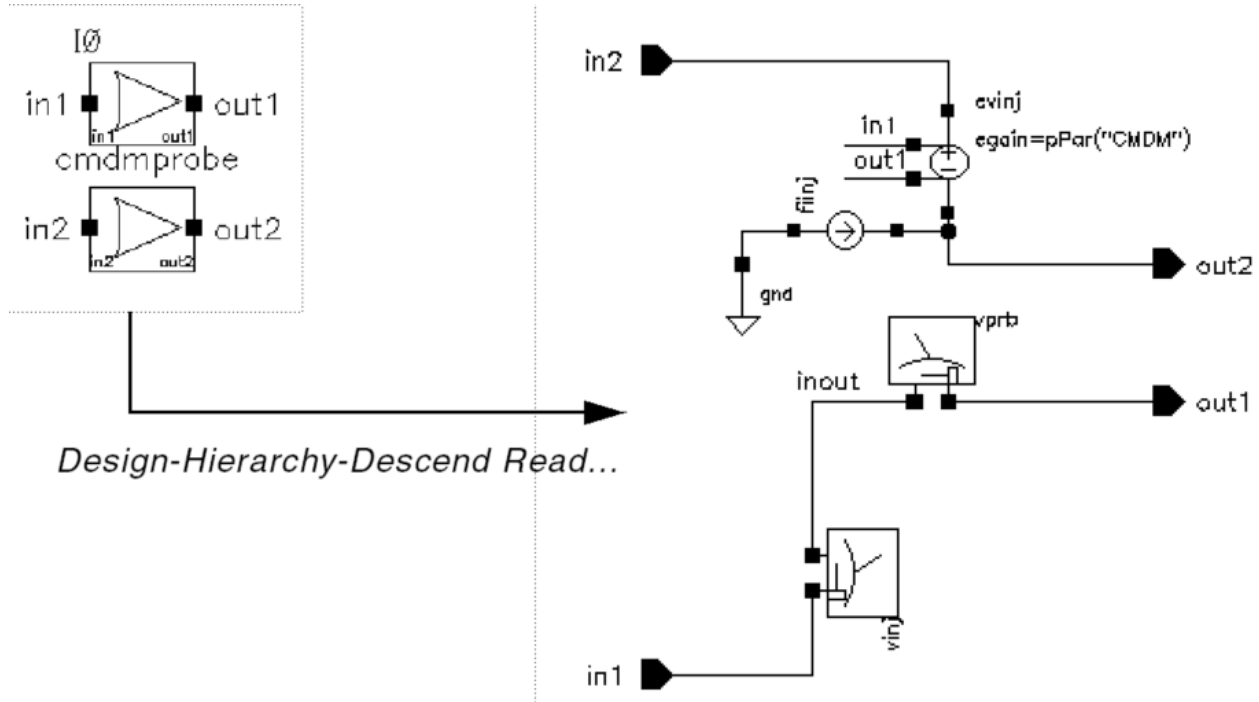 IØ
in1
out1
in1
out1
cmdmprobe
in2
out2
in2
out2
Design-Hierarchy-Descend Read...
in2
evinj
egain=pPar("CMDM")
in1
out1
fiinj
gnd
out2
vprb
inout
out1
vinj
in1